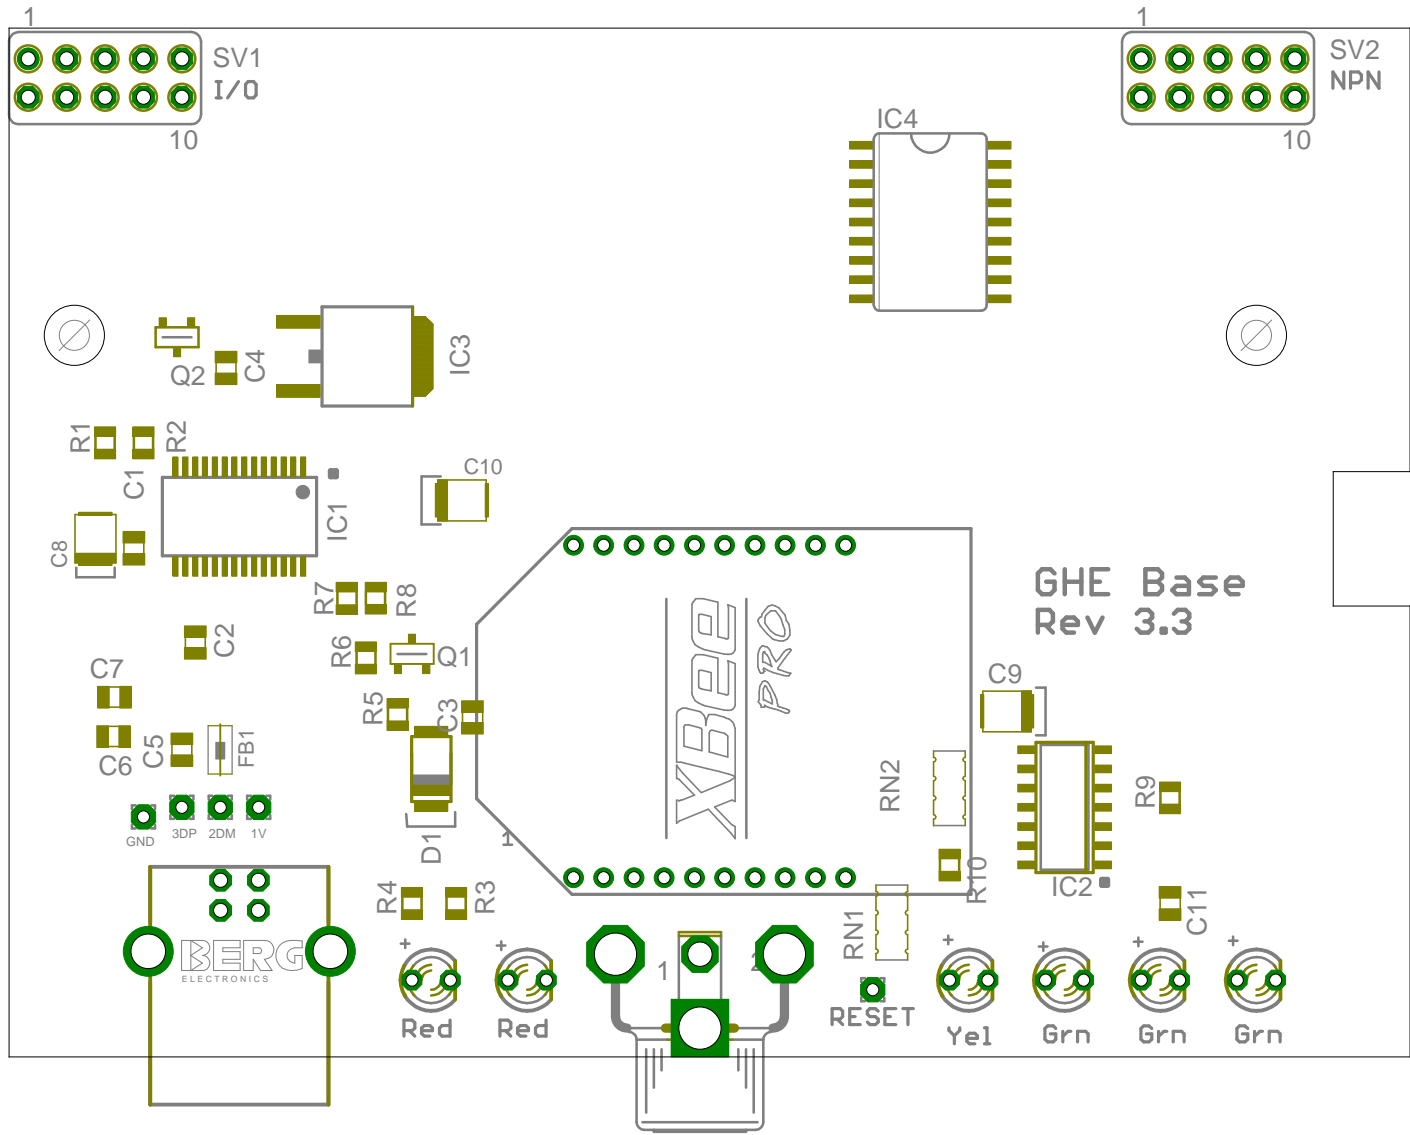 1
1
SV1
I/O
10
SV2
NPN
10
IC4
Q2
C4
IC3
R1
R2
C1
C8
IC1
C10
R7
R8
R6
Q1
C2
C7
C6
C5
FB1
R5
C3
D1
XBee
PRO
1
GHE Base
Rev 3.3
C9
RN2
IC2
R9
R10
C11
GND
3DP
2DM
1V
BERG
ELECTRONICS
R4
R3
+
+
1
2
RN1
+
+
+
+
Red
Red
RESET
Yel
Grn
Grn
Grn